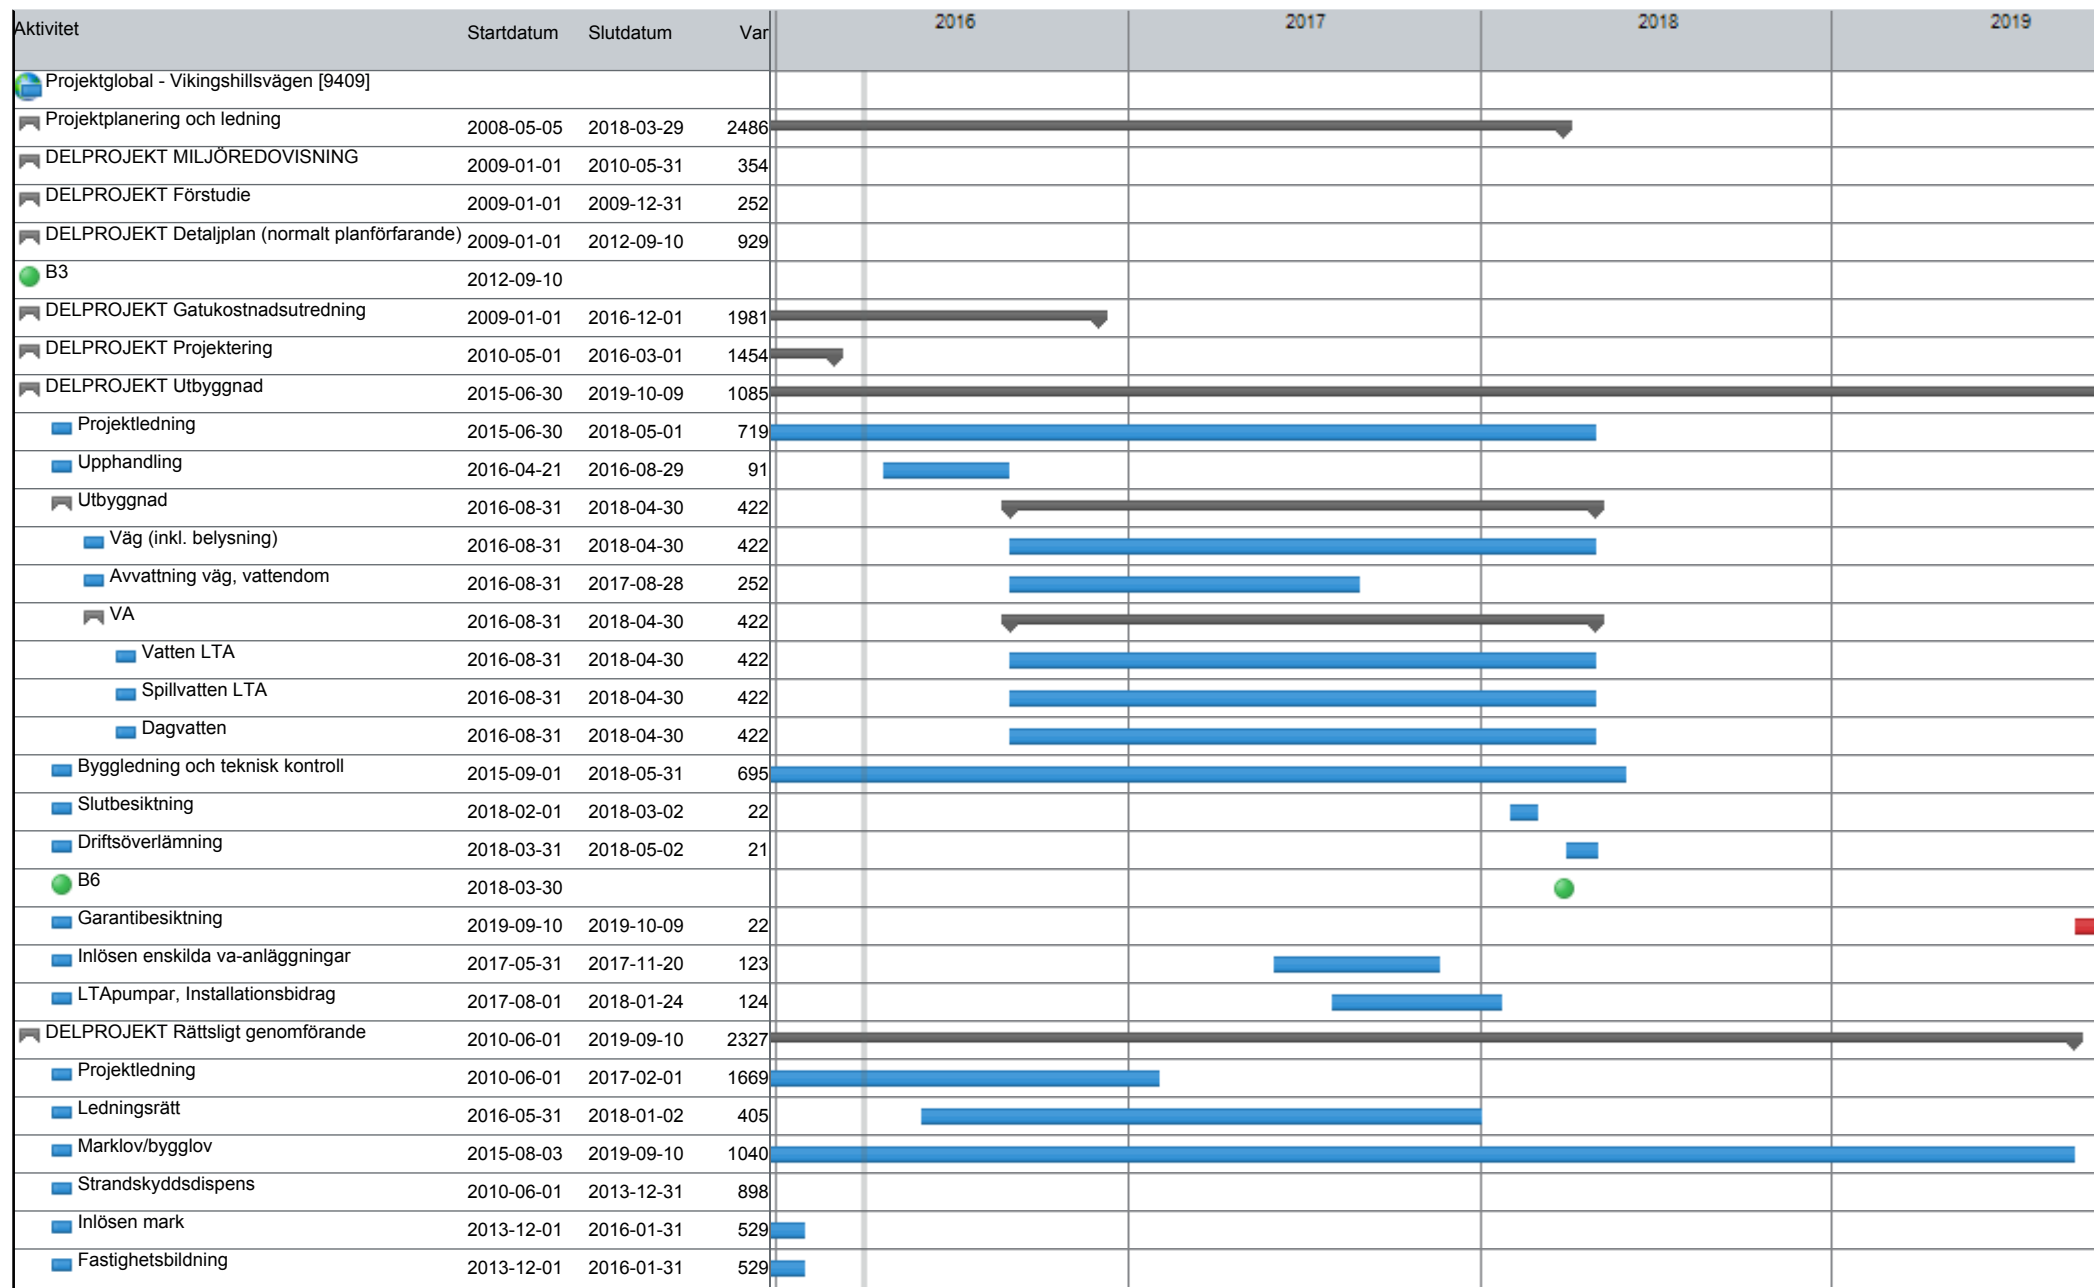 Aktivitet Startdatum Slutdatum Var 2016 2017 2018 2019
Projektglobal - Vikingshillsvägen [9409]
Projektplanering och ledning 2008-05-05 2018-03-29 2486
DELPROJEKT MILJÖREDOVISNING 2009-01-01 2010-05-31 354
DELPROJEKT Förstudie 2009-01-01 2009-12-31 252
DELPROJEKT Detaljplan (normalt planförfarande) 2009-01-01 2012-09-10 929
B3 2012-09-10
DELPROJEKT Gatukostnadsutredning 2009-01-01 2016-12-01 1981
DELPROJEKT Projektering 2010-05-01 2016-03-01 1454
DELPROJEKT Utbyggnad 2015-06-30 2019-10-09 1085
Projektledning 2015-06-30 2018-05-01 719
Upphandling 2016-04-21 2016-08-29 91
Utbyggnad 2016-08-31 2018-04-30 422
Väg (inkl. belysning) 2016-08-31 2018-04-30 422
Avvattning väg, vattendom 2016-08-31 2017-08-28 252
VA 2016-08-31 2018-04-30 422
Vatten LTA 2016-08-31 2018-04-30 422
Spillvatten LTA 2016-08-31 2018-04-30 422
Dagvatten 2016-08-31 2018-04-30 422
Byggledning och teknisk kontroll 2015-09-01 2018-05-31 695
Slutbesiktning 2018-02-01 2018-03-02 22
Driftsöverlämning 2018-03-31 2018-05-02 21
B6 2018-03-30
Garantibesiktning 2019-09-10 2019-10-09 22
Inlösen enskilda va-anläggningar 2017-05-31 2017-11-20 123
LTApumpar, Installationsbidrag 2017-08-01 2018-01-24 124
DELPROJEKT Rättsligt genomförande 2010-06-01 2019-09-10 2327
Projektledning 2010-06-01 2017-02-01 1669
Ledningsrätt 2016-05-31 2018-01-02 405
Marklov/bygglov 2015-08-03 2019-09-10 1040
Strandskyddsdispens 2010-06-01 2013-12-31 898
Inlösen mark 2013-12-01 2016-01-31 529
Fastighetsbildning 2013-12-01 2016-01-31 529